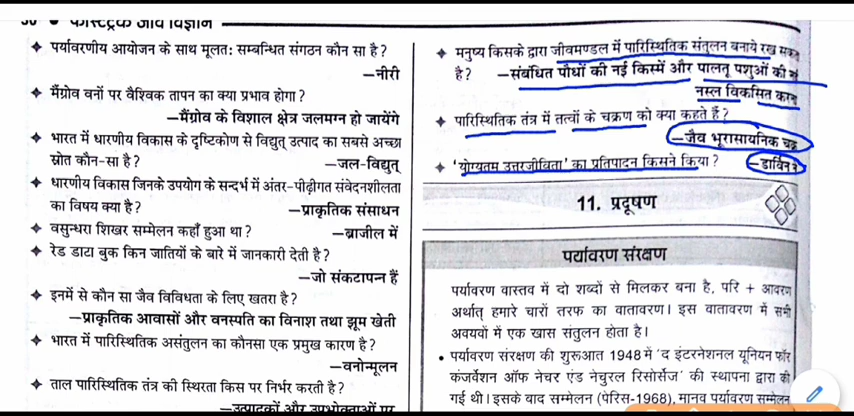 फास्टट्रैक जीव विज्ञान
पर्यावरणीय आयोजन के साथ मूलत: सम्बन्धित संगठन कौन सा है?
—नीरी
मैंग्रोव वनों पर वैश्विक तापन का क्या प्रभाव होगा?
—मैंग्रोव के विशाल क्षेत्र जलमग्न हो जायेंगे
भारत में धारणीय विकास के दृष्टिकोण से विद्युत् उत्पाद का सबसे अच्छा
स्रोत कौन-सा है? —जल-विद्युत्
धारणीय विकास जिनके उपयोग के सन्दर्भ में अंतर-पीढ़ीगत संवेदनशीलता
का विषय क्या है? —प्राकृतिक संसाधन
वसुन्धरा शिखर सम्मेलन कहाँ हुआ था? —ब्राजील में
रेड डाटा बुक किन जातियों के बारे में जानकारी देती है?
—जो संकटापन्न हैं
इनमें से कौन सा जैव विविधता के लिए खतरा है?
—प्राकृतिक आवासों और वनस्पति का विनाश तथा झूम खेती
भारत में पारिस्थितिक असंतुलन का कौनसा एक प्रमुख कारण है?
—वनोन्मूलन
ताल पारिस्थितिक तंत्र की स्थिरता किस पर निर्भर करती है?
—उत्पादकों और उपभोक्ताओं पर
मनुष्य किसके द्वारा जीवमण्डल में पारिस्थितिक संतुलन बनाये रख
है? —संबंधित पौधों की नई किस्में और पालतू पशुओं की
नस्ल विकसित
पारिस्थितिक तंत्र में तत्वों के चक्रण को क्या कहते हैं?
—जैव भूरासायनिक
‘योग्यतम उत्तरजीविता’ का प्रतिपादन किसने किया? —डार्विन
11. प्रदूषण
पर्यावरण संरक्षण
पर्यावरण वास्तव में दो शब्दों से मिलकर बना है, परि + आवरण
अर्थात् हमारे चारों तरफ का वातावरण। इस वातावरण में सभी
अवयवों में एक खास संतुलन होता है।
• पर्यावरण संरक्षण की शुरूआत 1948 में ‘द इंटरनेशनल यूनियन फॉर
कंजर्वेशन ऑफ नेचर एंड नेचुरल रिसोर्सेज’ की स्थापना द्वारा की
गई थी। इसके बाद सम्मेलन (पेरिस-1968), मानव पर्यावरण सम्मेलन